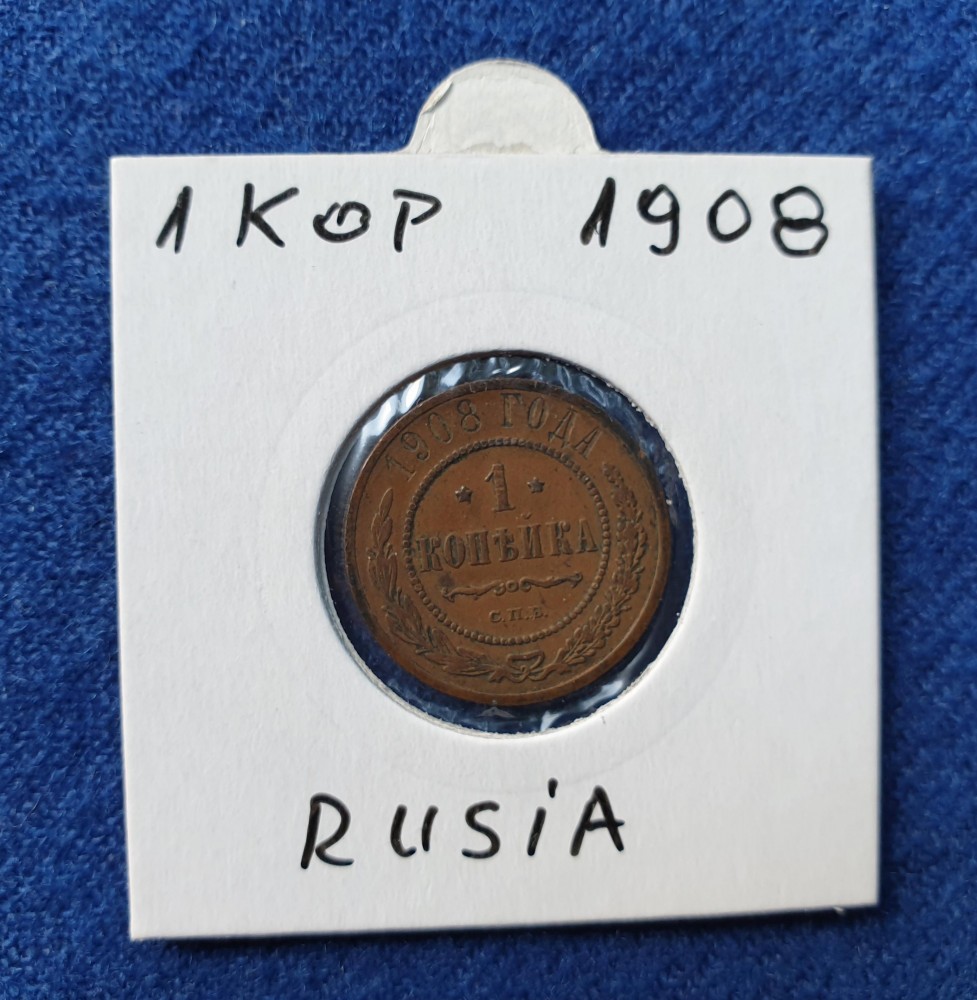 1 KOP 1908
1908 ГОДА
1
КОПѢЙКА
С.П.Б.
RUSiA